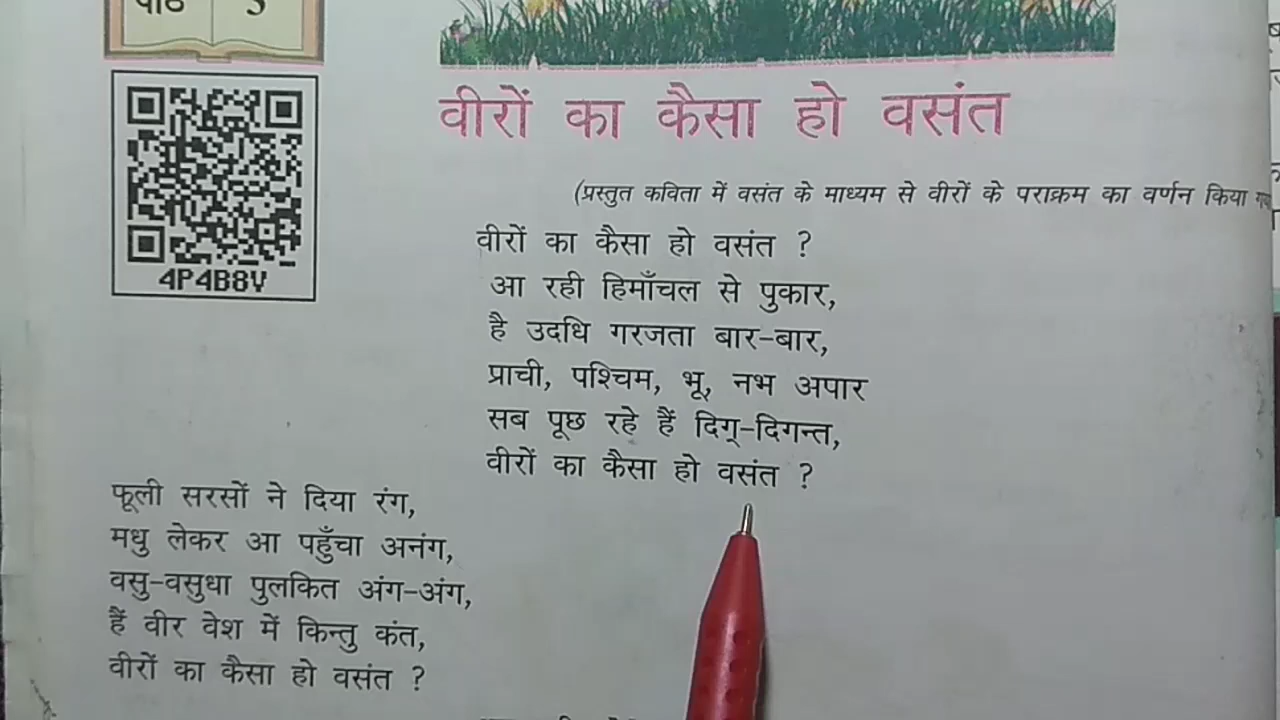 पाठ 5
4P4B8V
वीरों का कैसा हो वसंत
(प्रस्तुत कविता में वसंत के माध्यम से वीरों के पराक्रम का वर्णन किया
वीरों का कैसा हो वसंत ?
आ रही हिमाँचल से पुकार,
है उदधि गरजता बार-बार,
प्राची, पश्चिम, भू, नभ अपार
सब पूछ रहे हैं दिग्-दिगन्त,
वीरों का कैसा हो वसंत ?
फूली सरसों ने दिया रंग,
मधु लेकर आ पहुँचा अनंग,
वसु-वसुधा पुलकित अंग-अंग,
हैं वीर वेश में किन्तु कंत,
वीरों का कैसा हो वसंत ?